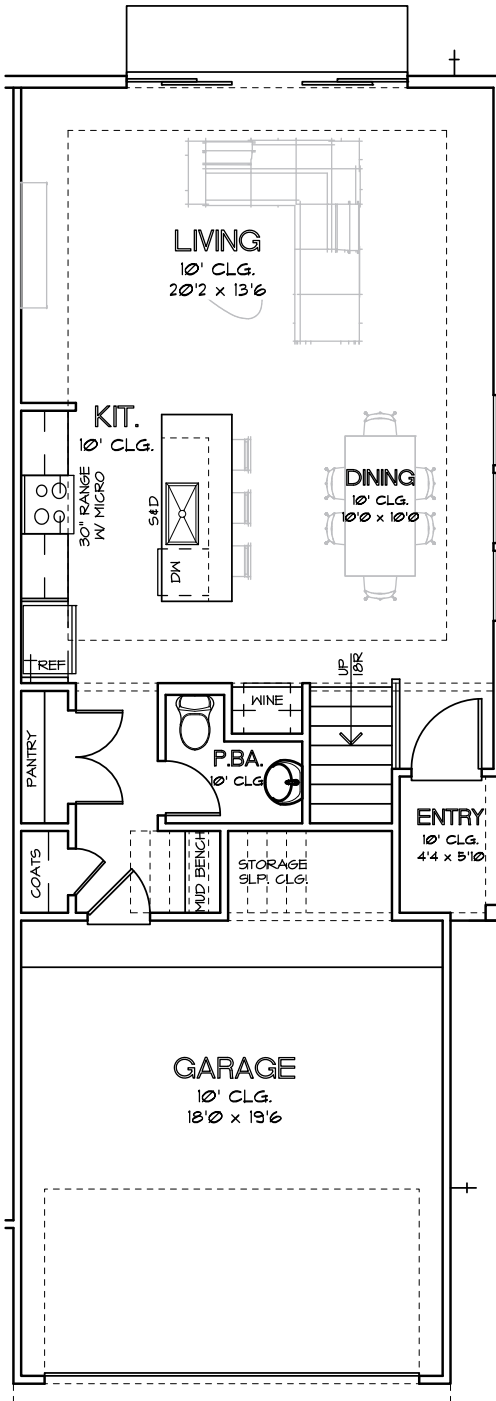 LIVING
10' CLG.
20'2 x 13'6
KIT.
10' CLG.
30" RANGE
W/ MICRO
S&D
DW
DINING
10' CLG.
10'0 x 10'0
REF
UP
18R
WINE
PANTRY
P.BA.
10' CLG
ENTRY
10' CLG.
4'4 x 5'10
COATS
MUD BENCH
STORAGE
SLP. CLG.
GARAGE
10' CLG.
18'0 x 19'6